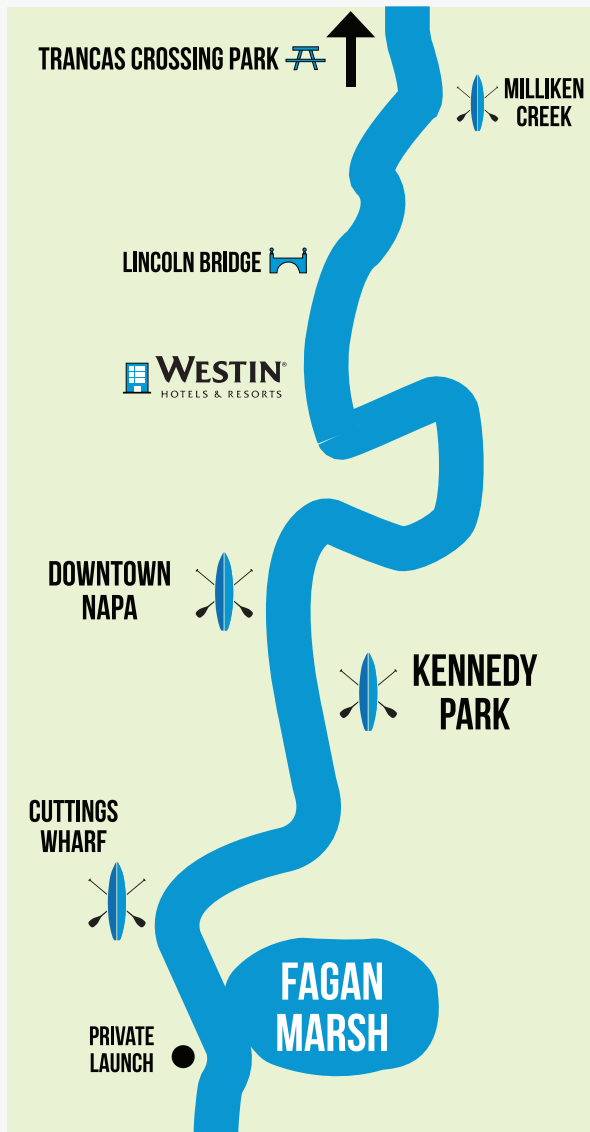 TRANCAS CROSSING PARK
MILLIKEN
CREEK
LINCOLN BRIDGE
WESTIN®
HOTELS & RESORTS
DOWNTOWN
NAPA
KENNEDY
PARK
CUTTINGS
WHARF
FAGAN
MARSH
PRIVATE
LAUNCH